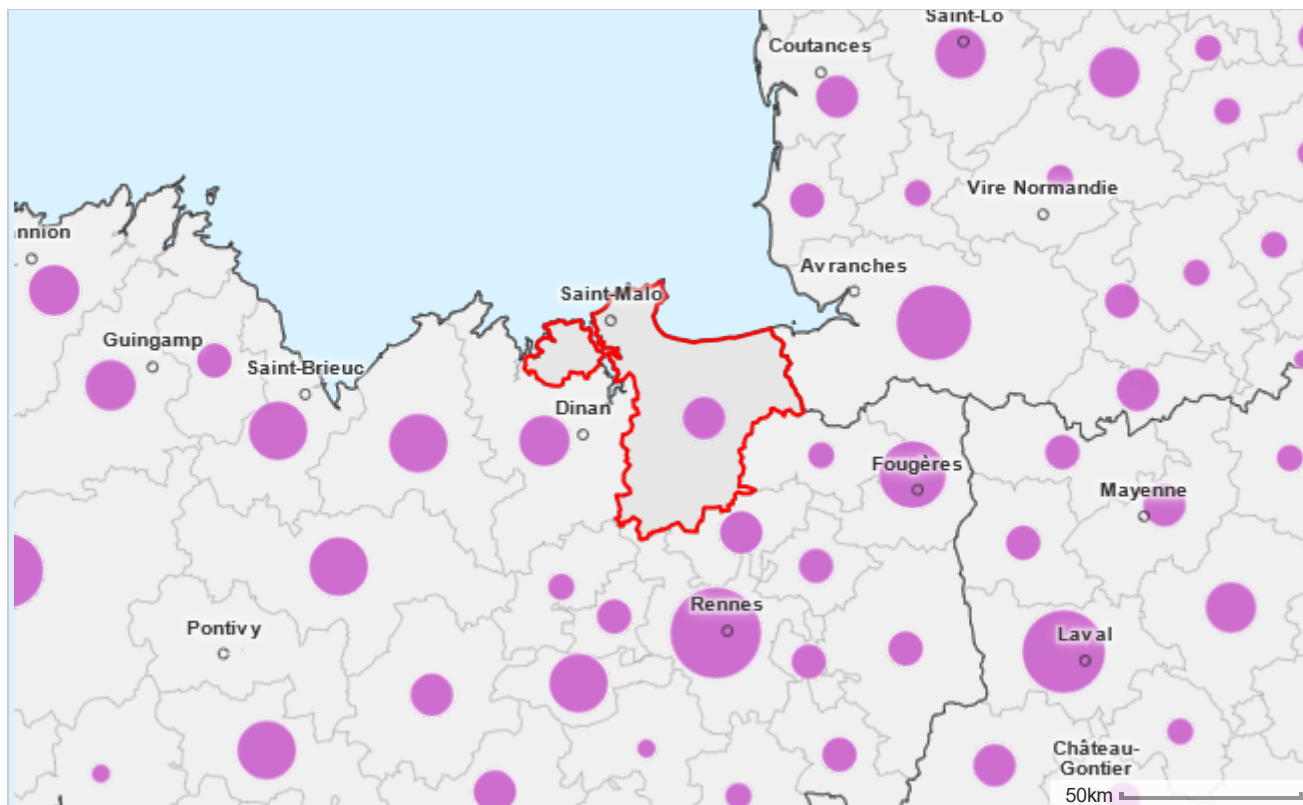 Saint-Lo
Coutances
Vire Normandie
annion
Avranches
Saint-Malo
Guingamp
Saint-Brieuc
Dinan
Fougères
Mayenne
Rennes
Pontivy
Laval
Château-
Gontier
50km